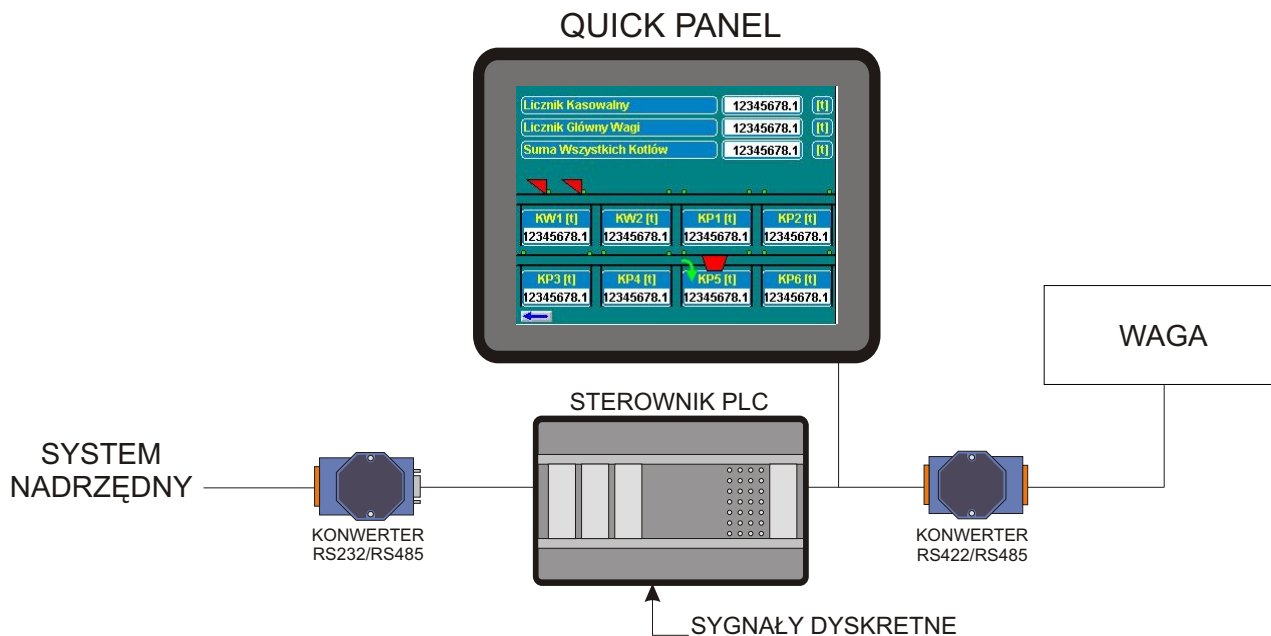 QUICK PANEL
Licznik Kasowalny 12345678.1 [t]
Licznik Główny Wagi 12345678.1 [t]
Suma Wszystkich Kotłów 12345678.1 [t]
KW1 [t] KW2 [t] KP1 [t] KP2 [t]
12345678.1 12345678.1 12345678.1 12345678.1
KP3 [t] KP4 [t] KP5 [t] KP6 [t]
12345678.1 12345678.1 12345678.1 12345678.1
WAGA
STEROWNIK PLC
SYSTEM
NADRZĘDNY
KONWERTER
RS232/RS485
KONWERTER
RS422/RS485
SYGNAŁY DYSKRETNE